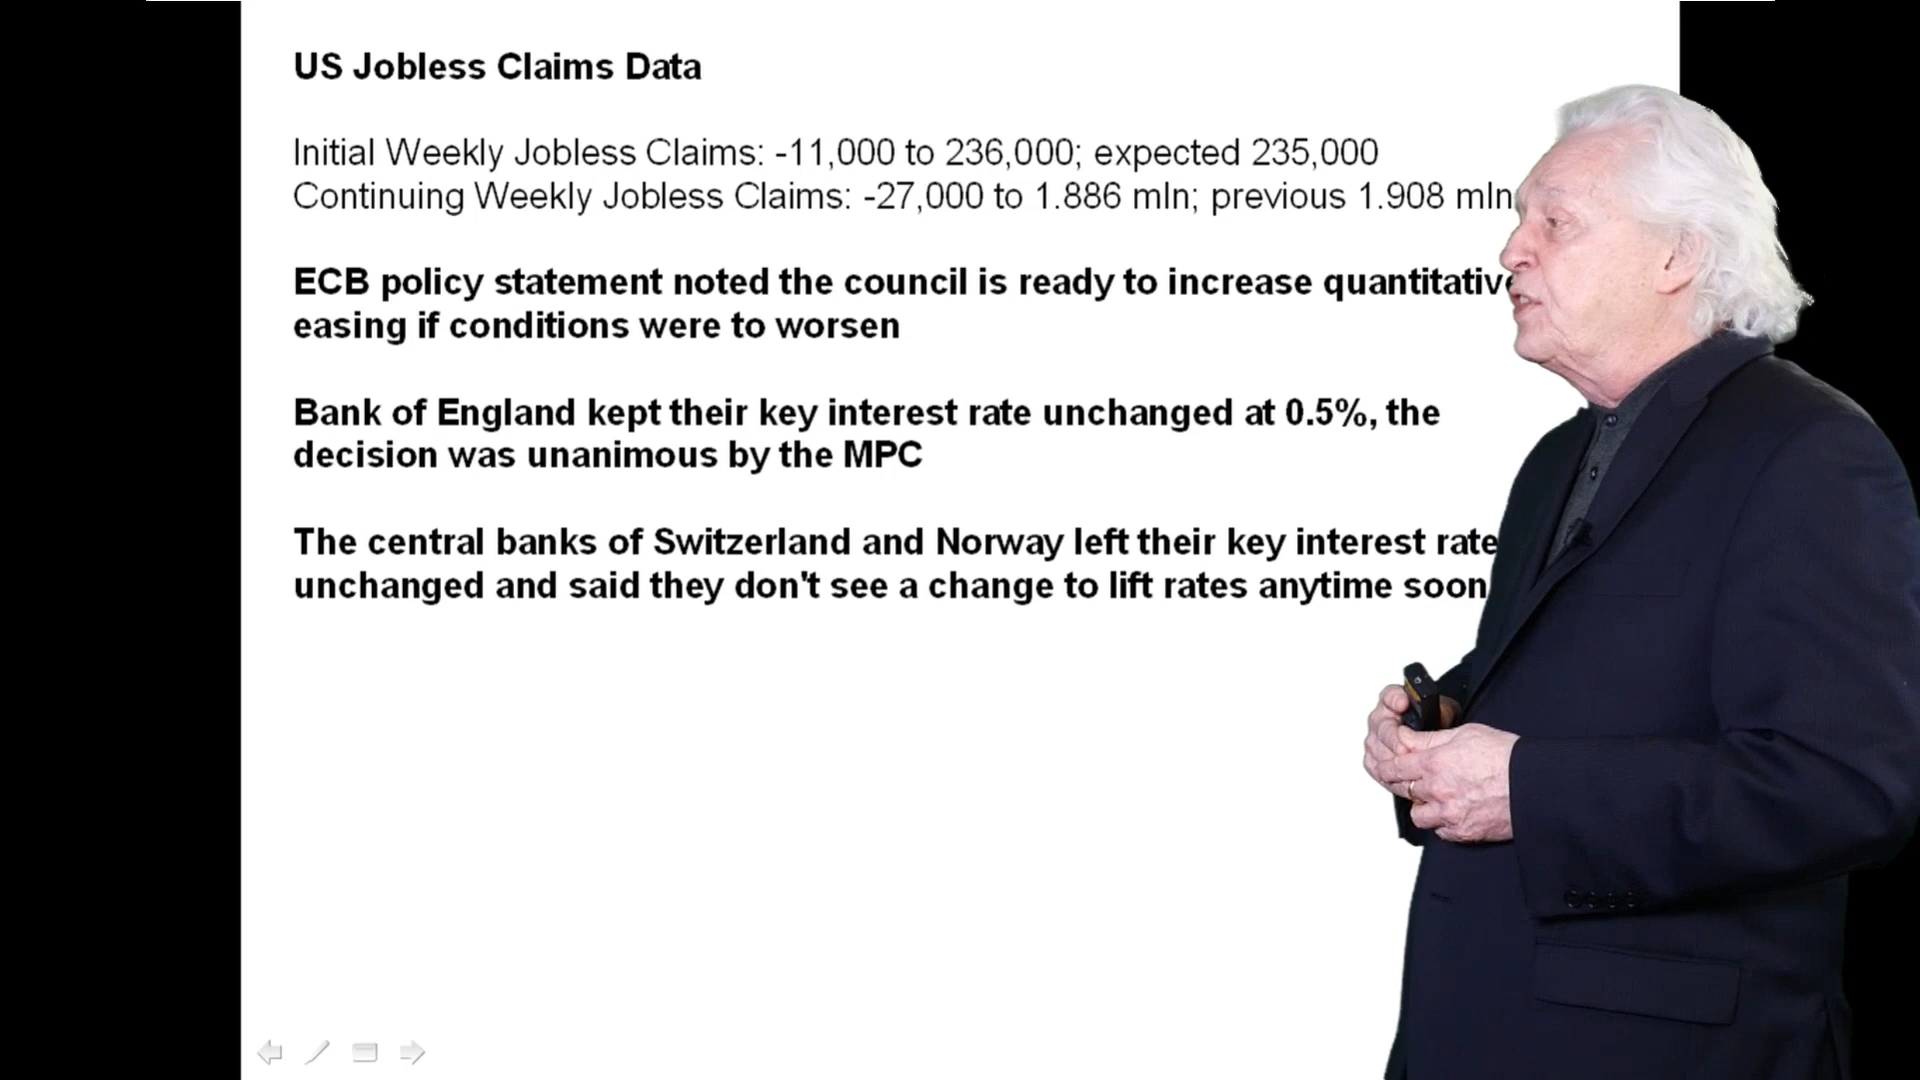 US Jobless Claims Data
Initial Weekly Jobless Claims: -11,000 to 236,000; expected 235,000
Continuing Weekly Jobless Claims: -27,000 to 1.886 mln; previous 1.908 mln
ECB policy statement noted the council is ready to increase quantitative
easing if conditions were to worsen
Bank of England kept their key interest rate unchanged at 0.5%, the
decision was unanimous by the MPC
The central banks of Switzerland and Norway left their key interest rate
unchanged and said they don't see a change to lift rates anytime soon